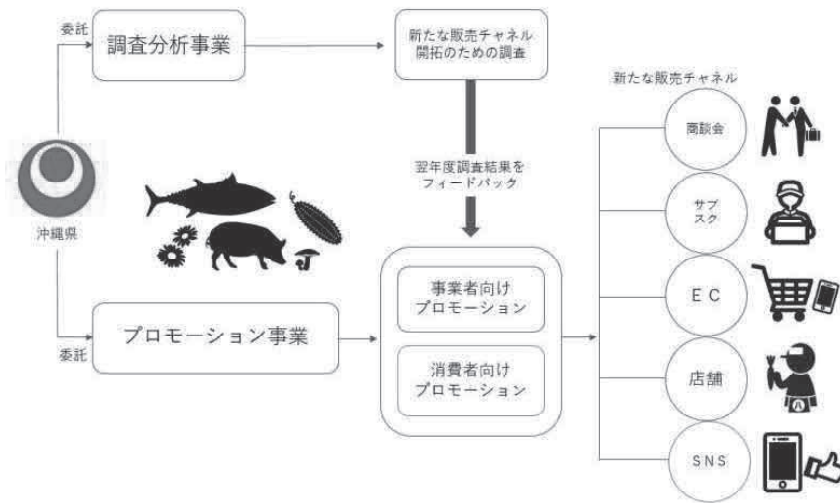 委託
調査分析事業
新たな販売チャネル
開拓のための調査
新たな販売チャネル
商談会
翌年度調査結果を
フィードバック
サブ
スク
沖縄県
事業者向け
プロモーション
EC
プロモーション事業
委託
消費者向け
プロモーション
店舗
八
SNS